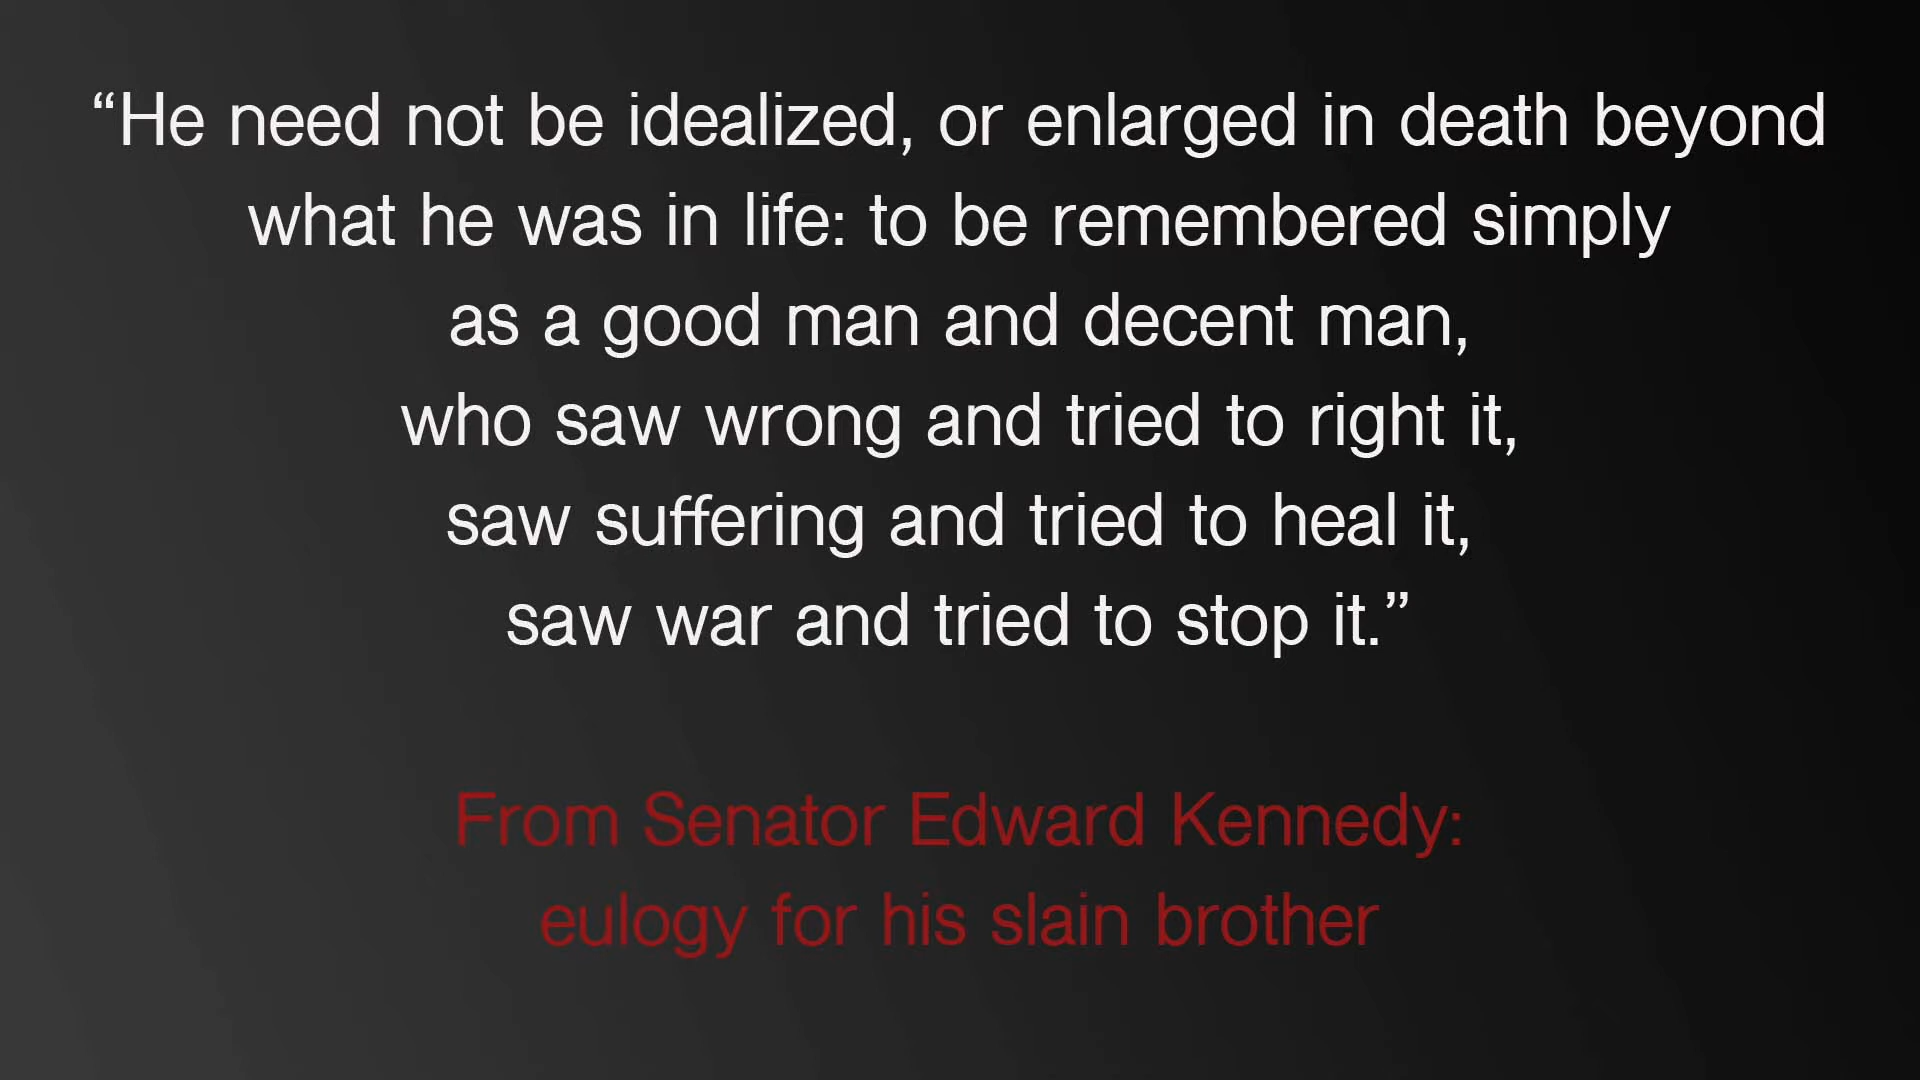 “He need not be idealized, or enlarged in death beyond
what he was in life: to be remembered simply
as a good man and decent man,
who saw wrong and tried to right it,
saw suffering and tried to heal it,
saw war and tried to stop it.”
From Senator Edward Kennedy:
eulogy for his slain brother